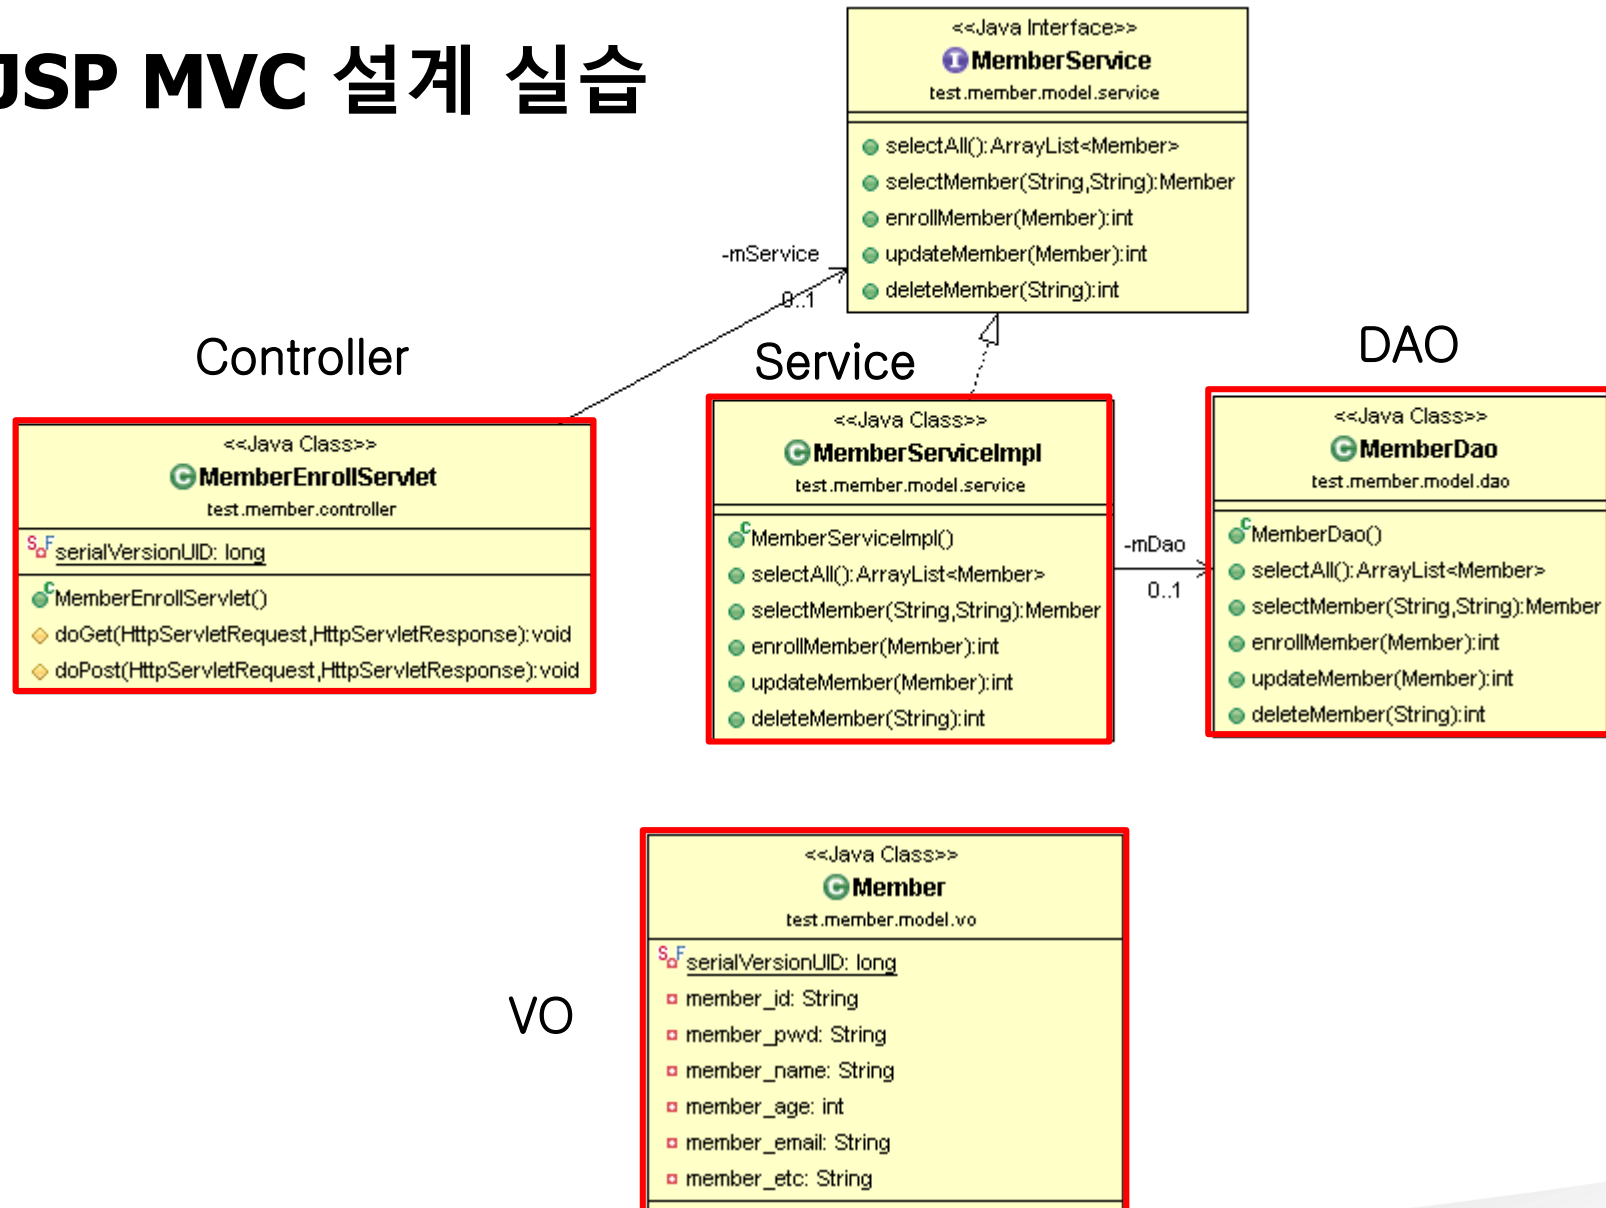 JSP MVC 설계 실습
<<Java Interface>>
MemberService
test.member.model.service
selectAll():ArrayList<Member>
selectMember(String,String):Member
enrollMember(Member):int
updateMember(Member):int
deleteMember(String):int
-mService
0..1
Controller
Service
DAO
<<Java Class>>
MemberEnrollServlet
test.member.controller
serialVersionUID: long
MemberEnrollServlet()
doGet(HttpServletRequest,HttpServletResponse):void
doPost(HttpServletRequest,HttpServletResponse):void
<<Java Class>>
MemberServiceImpl
test.member.model.service
MemberServiceImpl()
selectAll():ArrayList<Member>
selectMember(String,String):Member
enrollMember(Member):int
updateMember(Member):int
deleteMember(String):int
-mDao
0..1
<<Java Class>>
MemberDao
test.member.model.dao
MemberDao()
selectAll():ArrayList<Member>
selectMember(String,String):Member
enrollMember(Member):int
updateMember(Member):int
deleteMember(String):int
VO
<<Java Class>>
Member
test.member.model.vo
serialVersionUID: long
member_id: String
member_pwd: String
member_name: String
member_age: int
member_email: String
member_etc: String